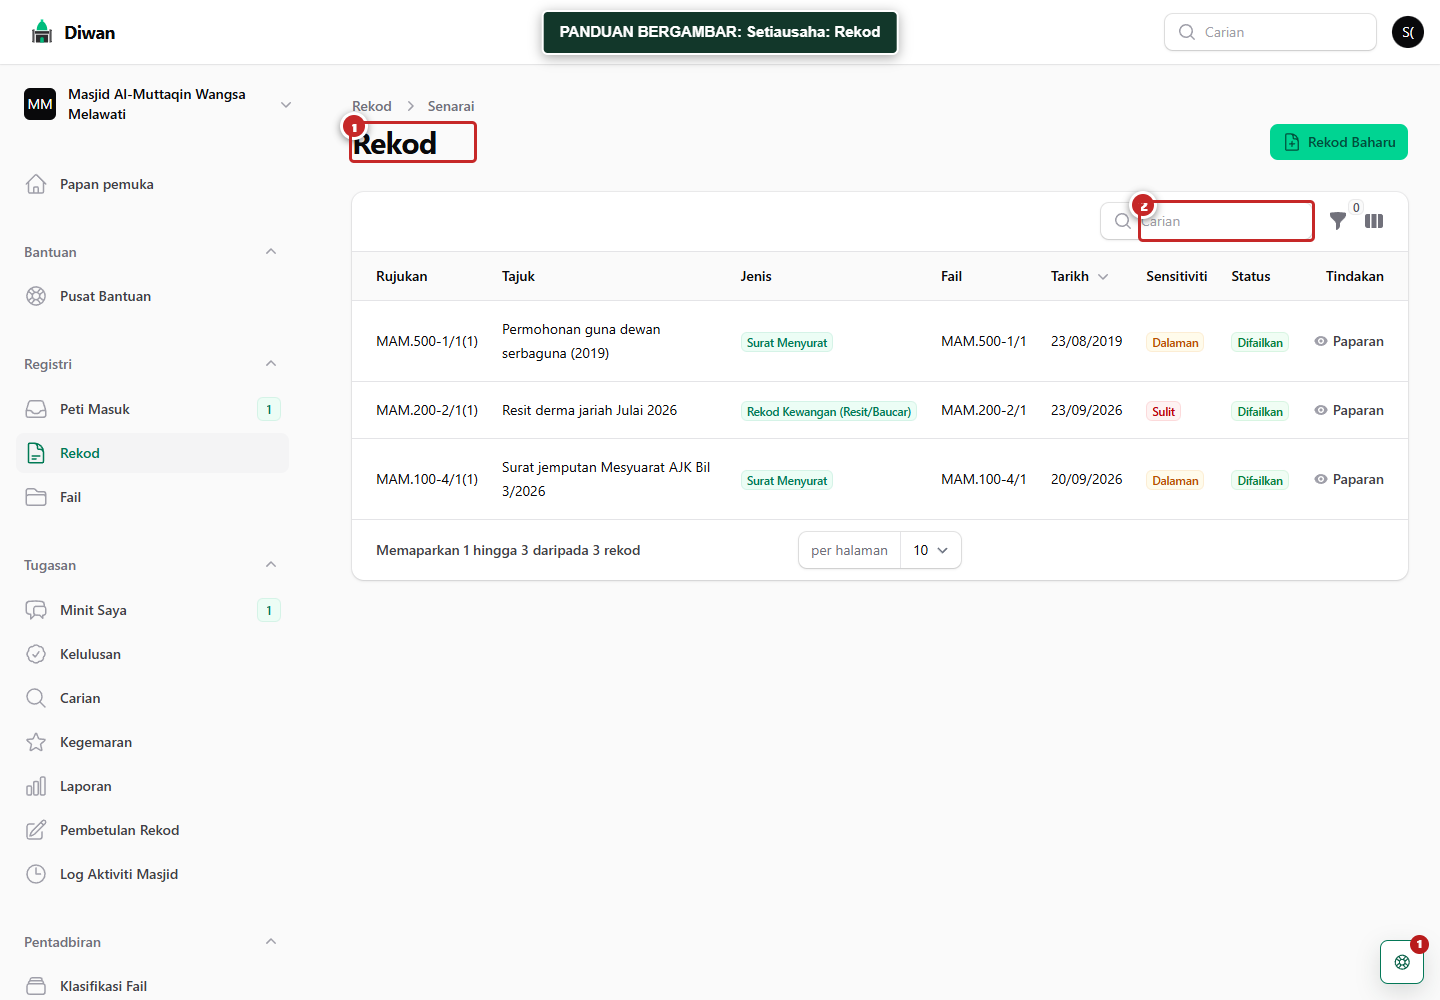 Diwan
PANDUAN BERGAMBAR: Setiausaha: Rekod
Carian
S(
MM
Masjid Al-Muttaqin Wangsa
Melawati
Papan pemuka
Bantuan
Pusat Bantuan
Registri
Peti Masuk
1
Rekod
Fail
Tugasan
Minit Saya
1
Kelulusan
Carian
Kegemaran
Laporan
Pembetulan Rekod
Log Aktiviti Masjid
Pentadbiran
Klasifikasi Fail
Rekod
Senarai
1
Rekod
Rekod Baharu
2
Carian
0
Rujukan Tajuk Jenis Fail Tarikh Sensitiviti Status Tindakan
MAM.500-1/1(1) Permohonan guna dewan serbaguna (2019) Surat Menyurat MAM.500-1/1 23/08/2019 Dalaman Difailkan Paparan
MAM.200-2/1(1) Resit derma jariah Julai 2026 Rekod Kewangan (Resit/Baucar) MAM.200-2/1 23/09/2026 Sulit Difailkan Paparan
MAM.100-4/1(1) Surat jemputan Mesyuarat AJK Bil 3/2026 Surat Menyurat MAM.100-4/1 20/09/2026 Dalaman Difailkan Paparan
Memaparkan 1 hingga 3 daripada 3 rekod
per halaman 10
1